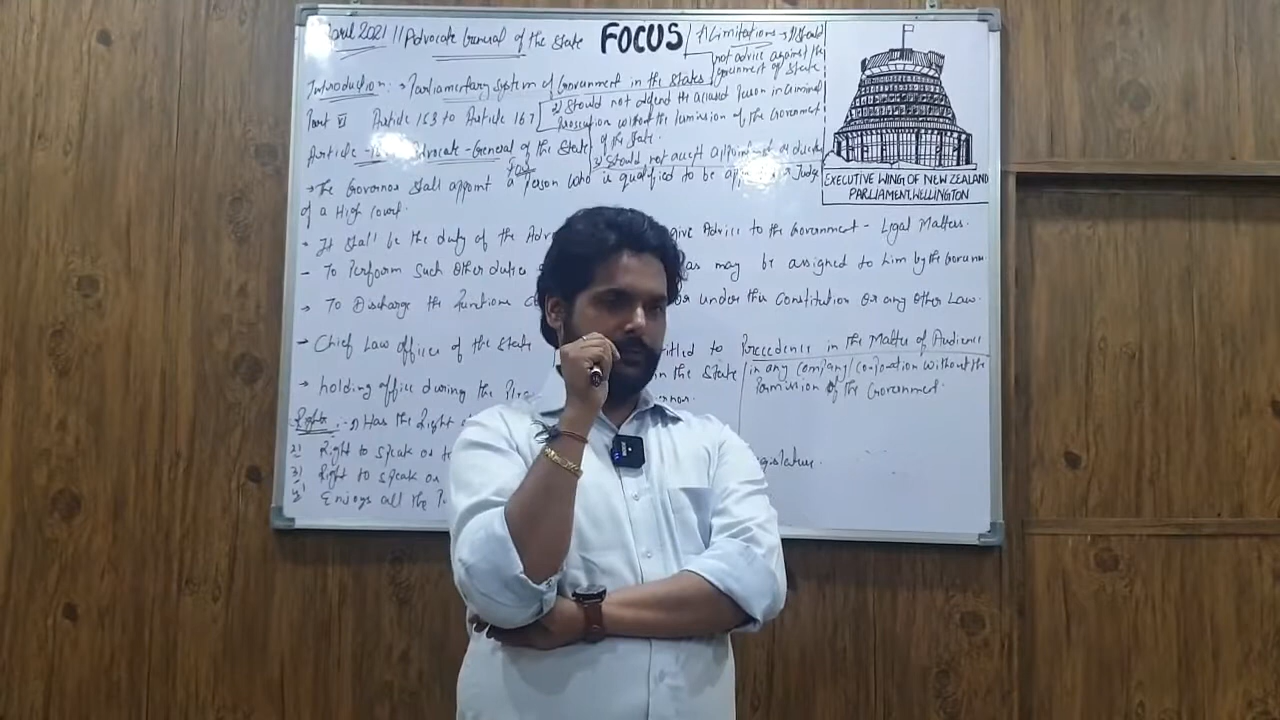 2021 || Advocate General of the State
FOCUS
Limitations → 1) Should
not advice against the
Government of State
Introduction : → Parliamentary System of Government in the States
2) Should not defend the accused Person in Criminal
Prosecution without the Permission of the Government
of the State.
Part VI Article 163 to Article 167
Article - Advocate - General of the State
3) Should not accept appointment as director
in any Company/Corporation without the
Permission of the Government.
EXECUTIVE WING OF NEW ZEALAND
PARLIAMENT, WELLINGTON
→ The Governor shall appoint a person who is qualified to be Judge
of a High Court.
It shall be the duty of the Adv give Advice to the Government - Legal Matters.
- To Perform Such Other duties as may be assigned to him by the Govern
→ To Discharge the functions under this Constitution Or any Other Law.
→ Chief Law officer of the State to Precedence in the Matter of Audience
in the State
→ holding office during the
Rights :- 1) Has the Right
2) Right to speak
3) Right to speak or
4) Enjoys all the